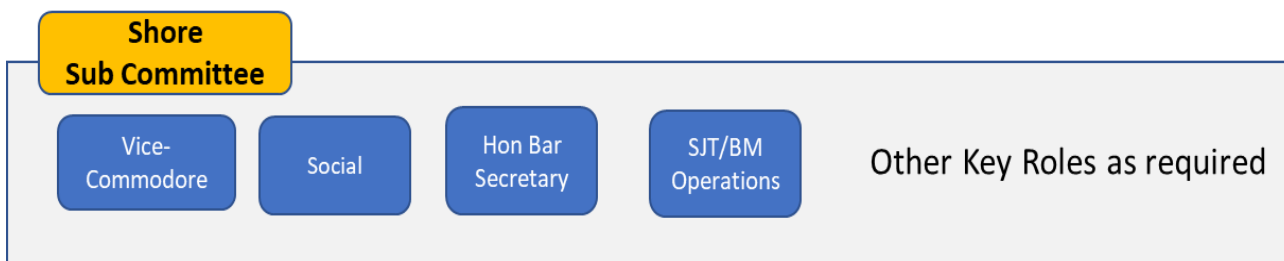 Shore
Sub Committee
Vice-
Commodore
Social
Hon Bar
Secretary
SJT/BM
Operations
Other Key Roles as required